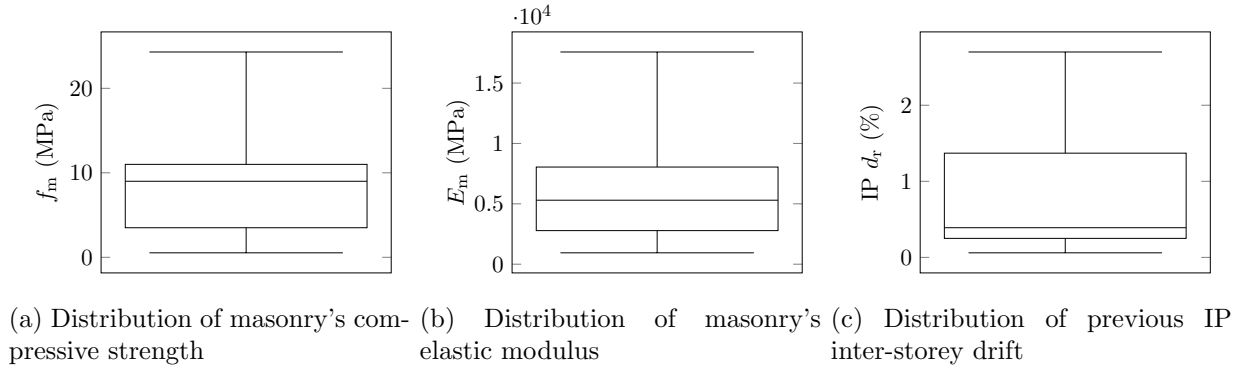 20
10
0
f_m (MPa)
·10^4
1.5
1
0.5
0
E_m (MPa)
2
1
0
IP d_r (%)
(a) Distribution of masonry's com-
pressive strength
(b) Distribution of masonry's
elastic modulus
(c) Distribution of previous IP
inter-storey drift